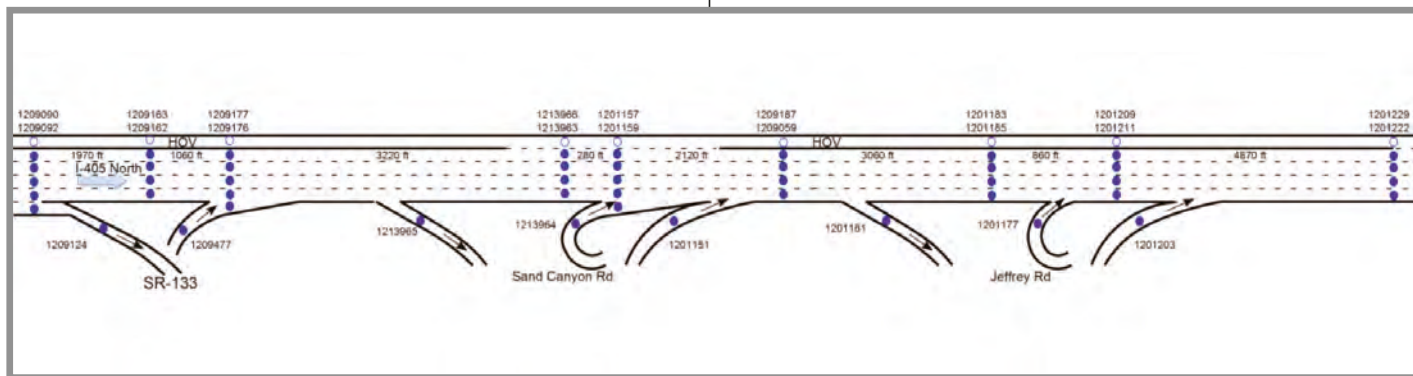 1209090 1209163 1209177 1213966 1201157 1209187 1201183 1201209 1201229
1209092 1209162 1209176 1213963 1201159 1209059 1201185 1201211 1201222
HOV HOV
1970 ft 1060 ft 3220 ft 280 ft 2120 ft 3060 ft 860 ft 4870 ft
I-405 North
1209124 1209477 1213965 1213964 1201151 1201161 1201177 1201203
SR-133 Sand Canyon Rd Jeffrey Rd